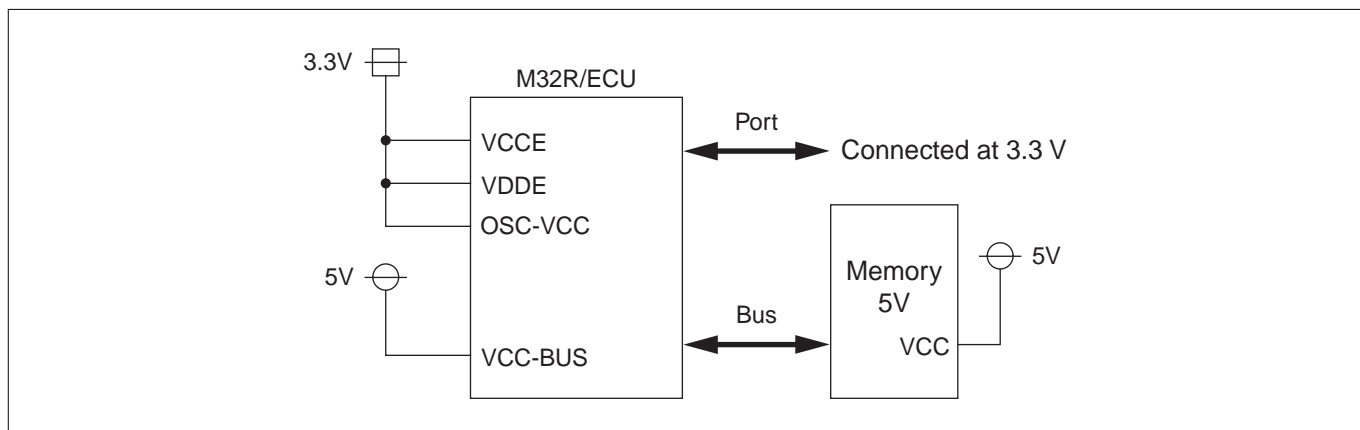 3.3V
M32R/ECU
VCCE
VDDE
OSC-VCC
5V
VCC-BUS
Port
Connected at 3.3 V
Bus
Memory
5V
VCC
5V